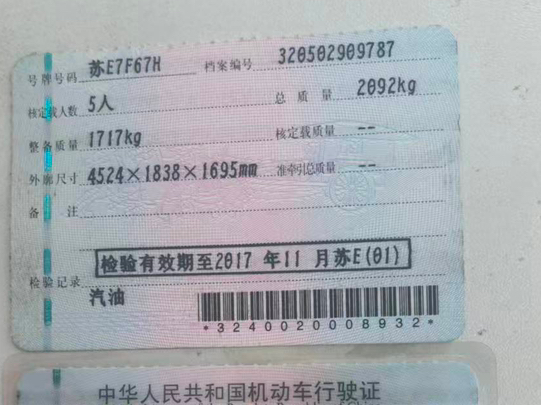 号牌号码 苏E7F67H 档案编号 320502909787
核定载人数 5人 总质量 2092kg
整备质量 1717kg 核定载质量 --
外廓尺寸 4524×1838×1695mm 准牵引总质量 --
备注
检验有效期至2017 年11 月苏E(01)
检验记录
汽油
*3240020008932*
中华人民共和国机动车行驶证